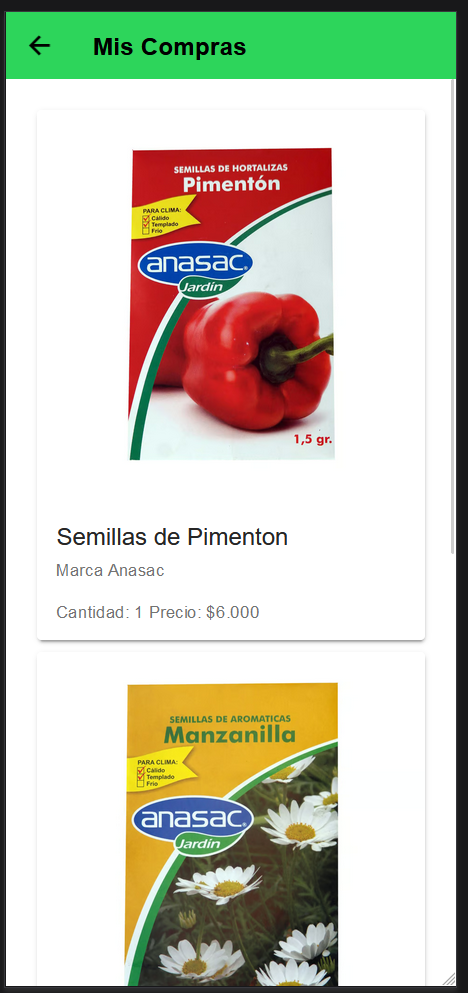 Mis Compras
SEMILLAS DE HORTALIZAS
Pimentón
PARA CLIMA:
Cálido
Templado
Frío
anasac
Jardín
1,5 gr.
Semillas de Pimenton
Marca Anasac
Cantidad: 1 Precio: $6.000
SEMILLAS DE AROMATICAS
Manzanilla
PARA CLIMA:
Cálido
Templado
Frío
anasac
Jardín